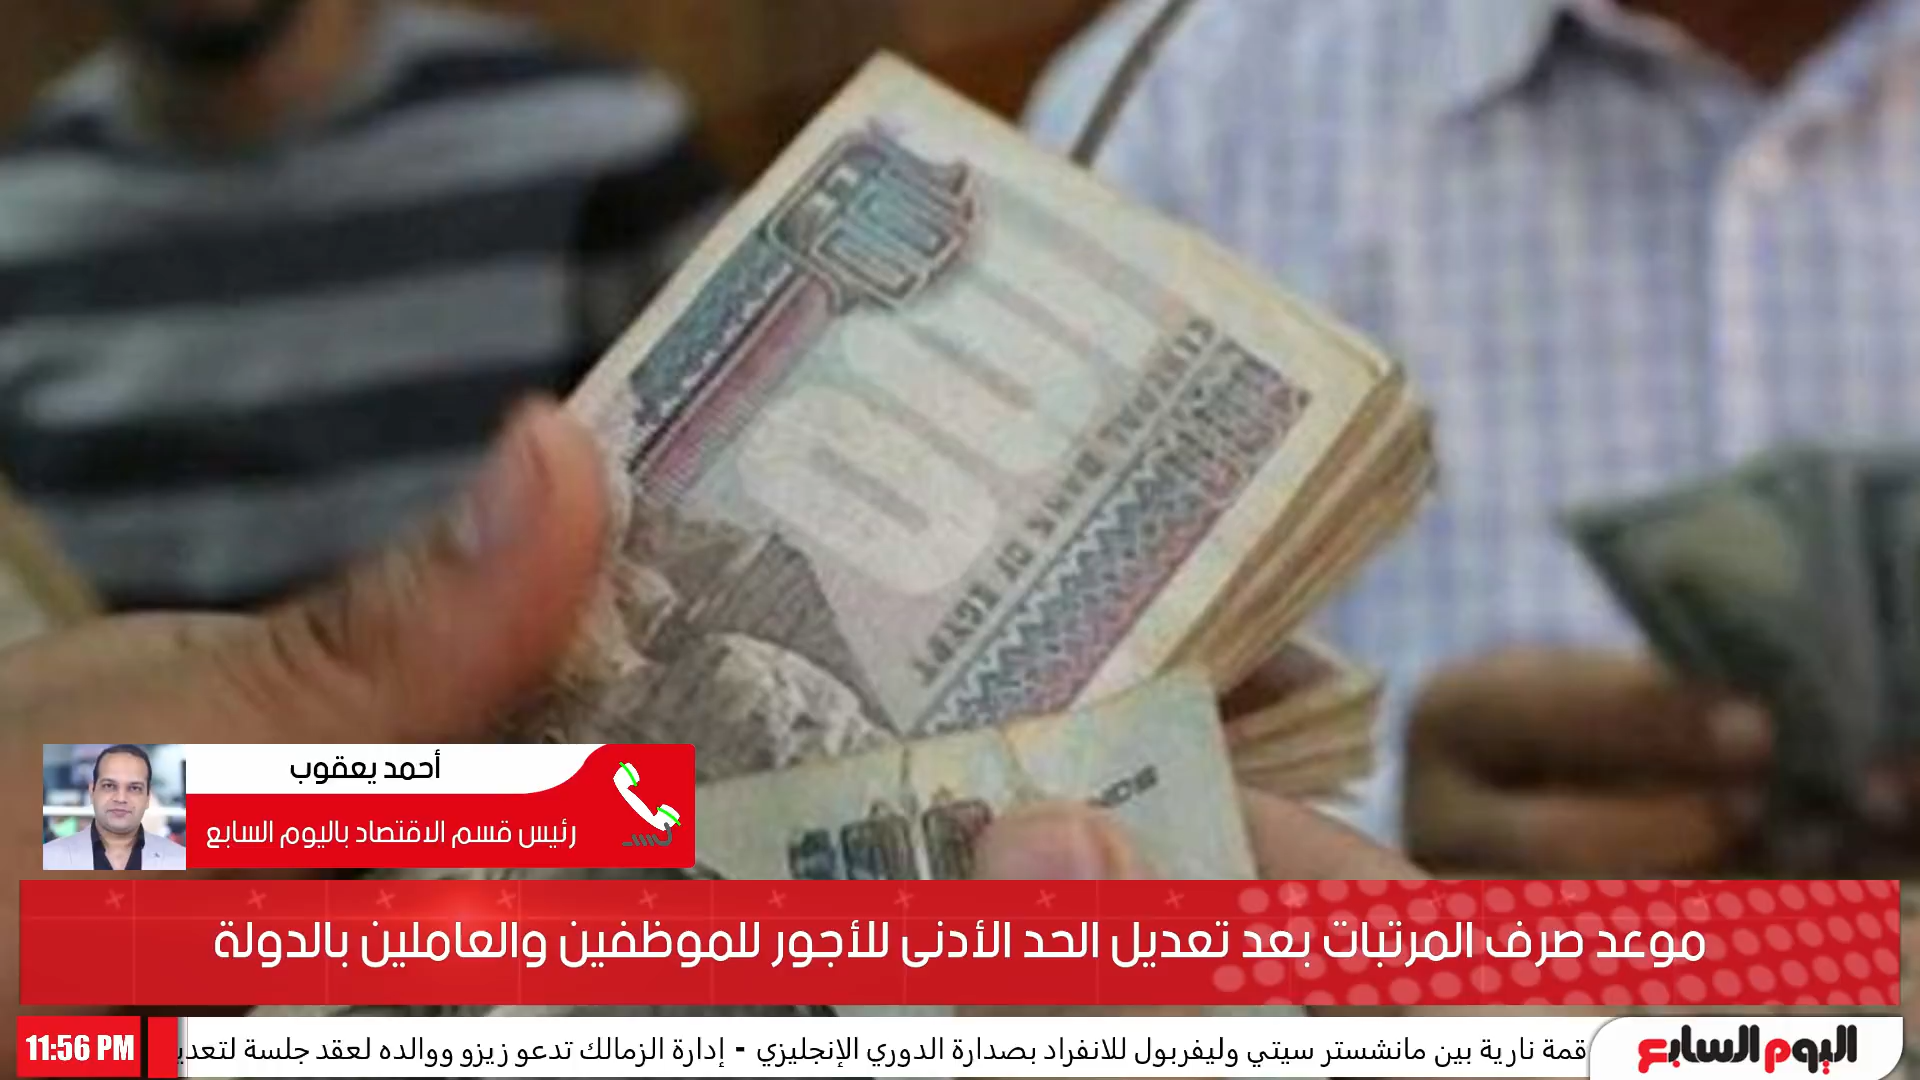 CENTRAL BANK OF EGYPT
أحمد يعقوب
رئيس قسم الاقتصاد باليوم السابع
موعد صرف المرتبات بعد تعديل الحد الأدنى للأجور للموظفين والعاملين بالدولة
قمة نارية بين مانشستر سيتي وليفربول للانفراد بصدارة الدوري الإنجليزي - إدارة الزمالك تدعو زيزو ووالده لعقد جلسة لتعدي
11:56 PM
اليوم السابع